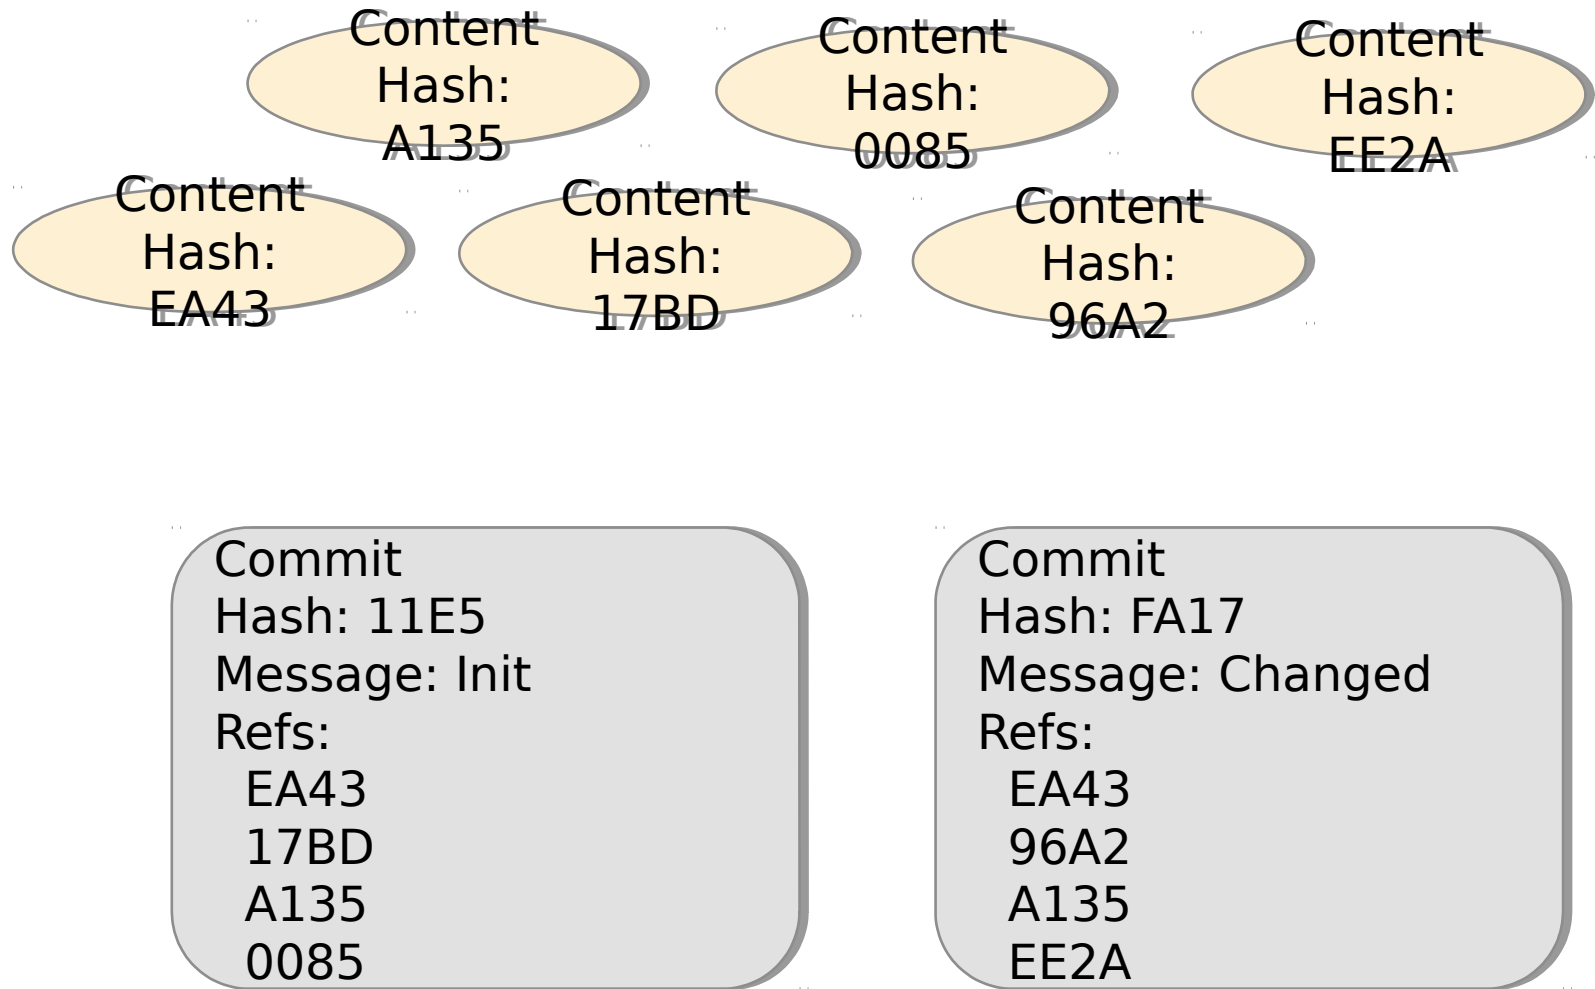 Content
Hash:
A135
Content
Hash:
0085
Content
Hash:
EE2A
Content
Hash:
EA43
Content
Hash:
17BD
Content
Hash:
96A2
Commit
Hash: 11E5
Message: Init
Refs:
EA43
17BD
A135
0085
Commit
Hash: FA17
Message: Changed
Refs:
EA43
96A2
A135
EE2A